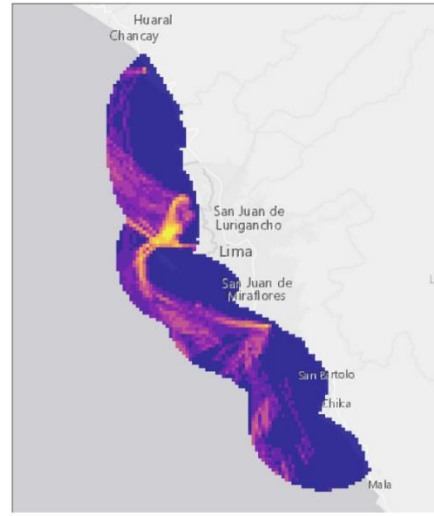 Huaral
Chancay
San Juan de
Lurigancho
Lima
San Juan de
Miraflores
San Bartolo
Chilca
Mala